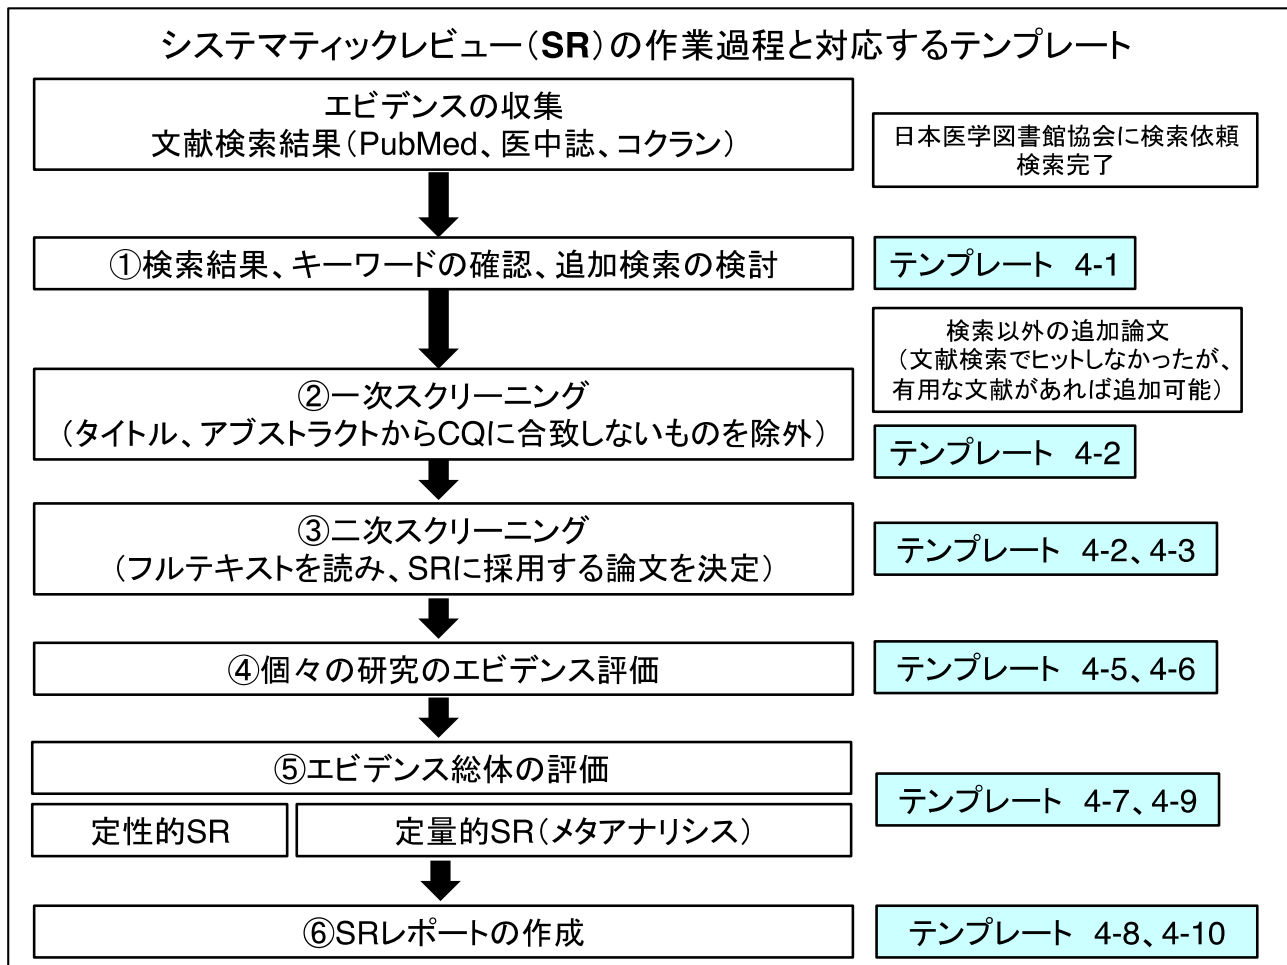 システマティックレビュー（SR）の作業過程と対応するテンプレート
エビデンスの収集
文献検索結果（PubMed、医中誌、コクラン）
日本医学図書館協会に検索依頼
検索完了
①検索結果、キーワードの確認、追加検索の検討
テンプレート 4-1
検索以外の追加論文
（文献検索でヒットしなかったが、
有用な文献があれば追加可能）
②一次スクリーニング
（タイトル、アブストラクトからCQに合致しないものを除外）
テンプレート 4-2
③二次スクリーニング
（フルテキストを読み、SRに採用する論文を決定）
テンプレート 4-2、4-3
④個々の研究のエビデンス評価
テンプレート 4-5、4-6
⑤エビデンス総体の評価
定性的SR
定量的SR（メタアナリシス）
テンプレート 4-7、4-9
⑥SRレポートの作成
テンプレート 4-8、4-10